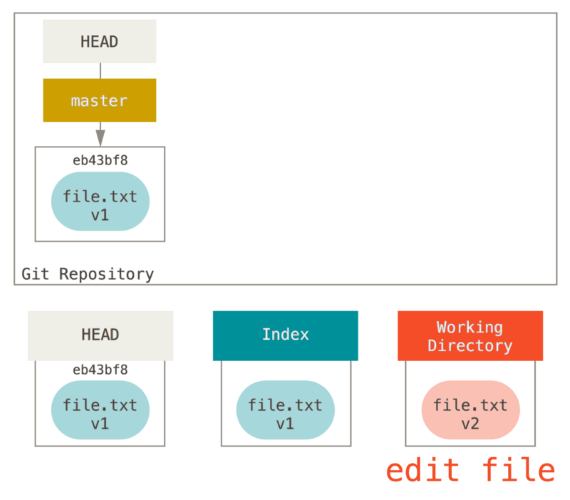 HEAD
master
eb43bf8
file.txt
v1
Git Repository
HEAD
eb43bf8
file.txt
v1
Index
file.txt
v1
Working
Directory
file.txt
v2
edit file